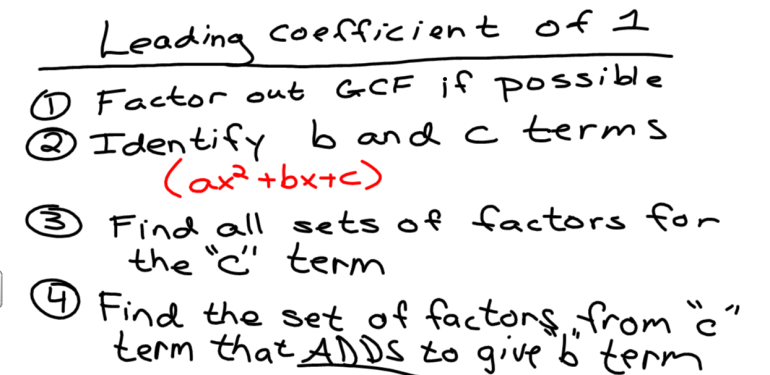 Leading coefficient of 1
① Factor out GCF if possible
② Identify b and c terms
(ax²+bx+c)
③ Find all sets of factors for
the "c" term
④ Find the set of factors from "c"
term that ADDS to give "b" term